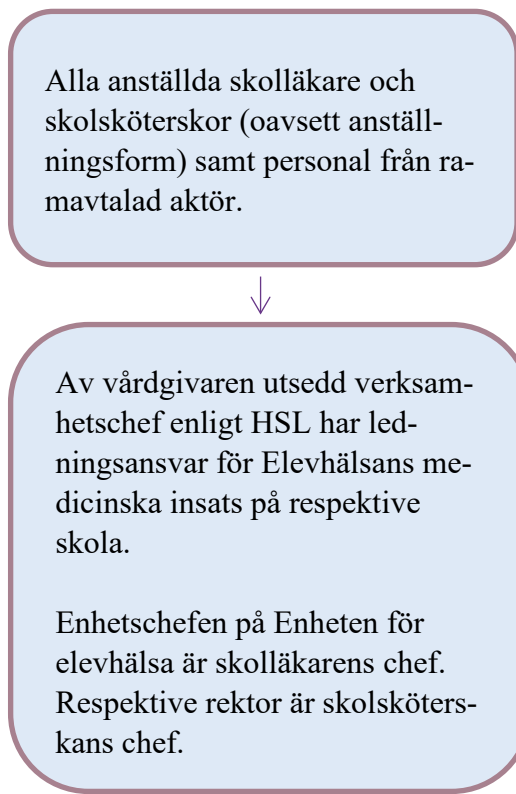 Alla anställda skolläkare och
skolsköterskor (oavsett anställ-
ningsform) samt personal från ra-
mavtalad aktör.
Av vårdgivaren utsedd verksam-
hetschef enligt HSL har led-
ningsansvar för Elevhälsans me-
dicinska insats på respektive
skola.
Enhetschefen på Enheten för
elevhälsa är skolläkarens chef.
Respektive rektor är skolsköters-
kans chef.